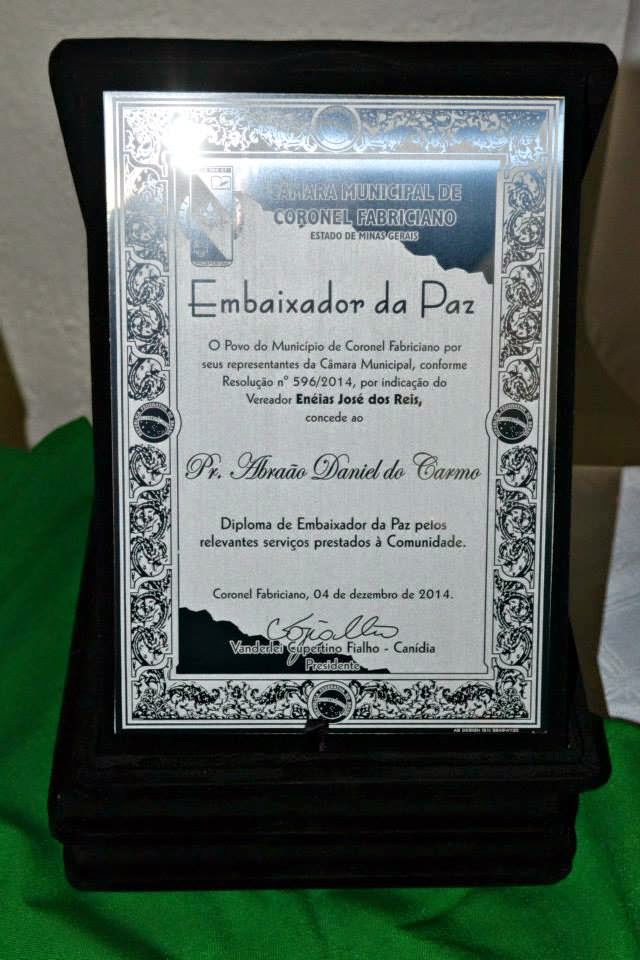 CÂMARA MUNICIPAL DE
CORONEL FABRICIANO
ESTADO DE MINAS GERAIS
Embaixador da Paz
O Povo do Município de Coronel Fabriciano por
seus representantes da Câmara Municipal, conforme
Resolução nº 596/2014, por indicação do
Vereador Enéias José dos Reis,
concede ao
Pr. Abraão Daniel do Carmo
Diploma de Embaixador da Paz pelos
relevantes serviços prestados à Comunidade.
Coronel Fabriciano, 04 de dezembro de 2014.
Vanderlei Cupertino Fialho - Canídia
Presidente